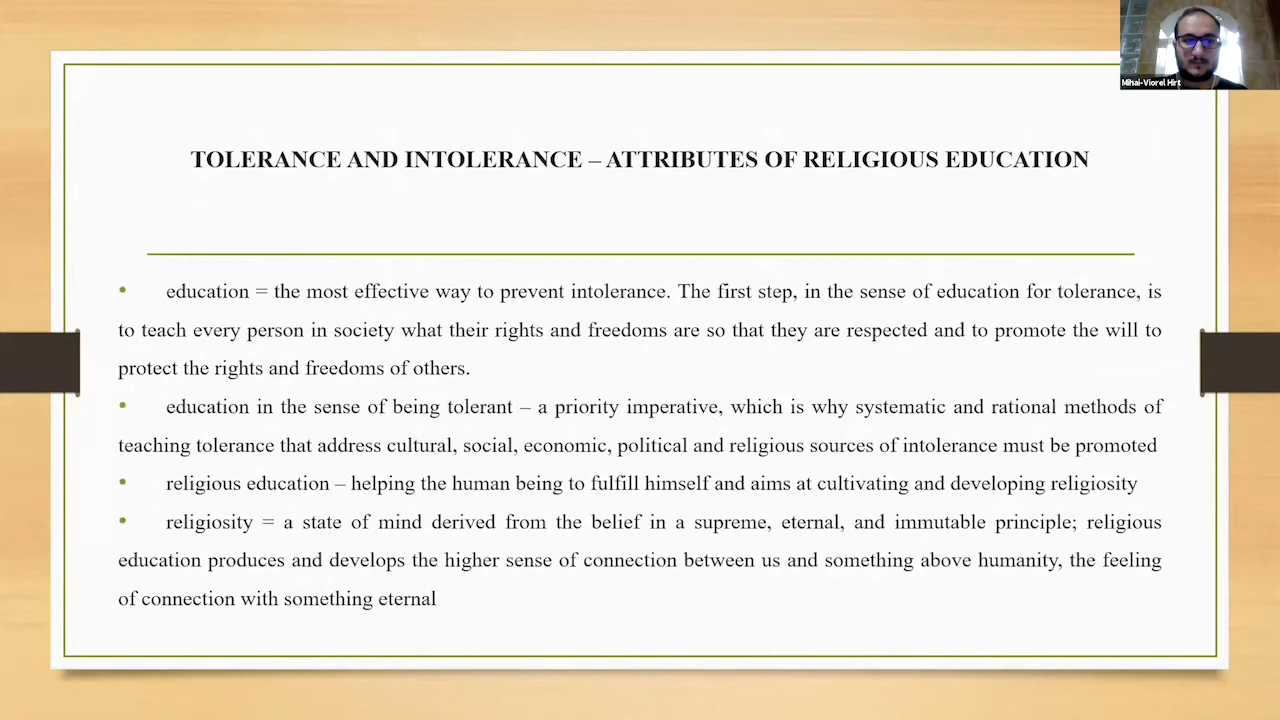 Mihai-Viorel Hirt
TOLERANCE AND INTOLERANCE – ATTRIBUTES OF RELIGIOUS EDUCATION
• education = the most effective way to prevent intolerance. The first step, in the sense of education for tolerance, is
to teach every person in society what their rights and freedoms are so that they are respected and to promote the will to
protect the rights and freedoms of others.
• education in the sense of being tolerant – a priority imperative, which is why systematic and rational methods of
teaching tolerance that address cultural, social, economic, political and religious sources of intolerance must be promoted
• religious education – helping the human being to fulfill himself and aims at cultivating and developing religiosity
• religiosity = a state of mind derived from the belief in a supreme, eternal, and immutable principle; religious
education produces and develops the higher sense of connection between us and something above humanity, the feeling
of connection with something eternal